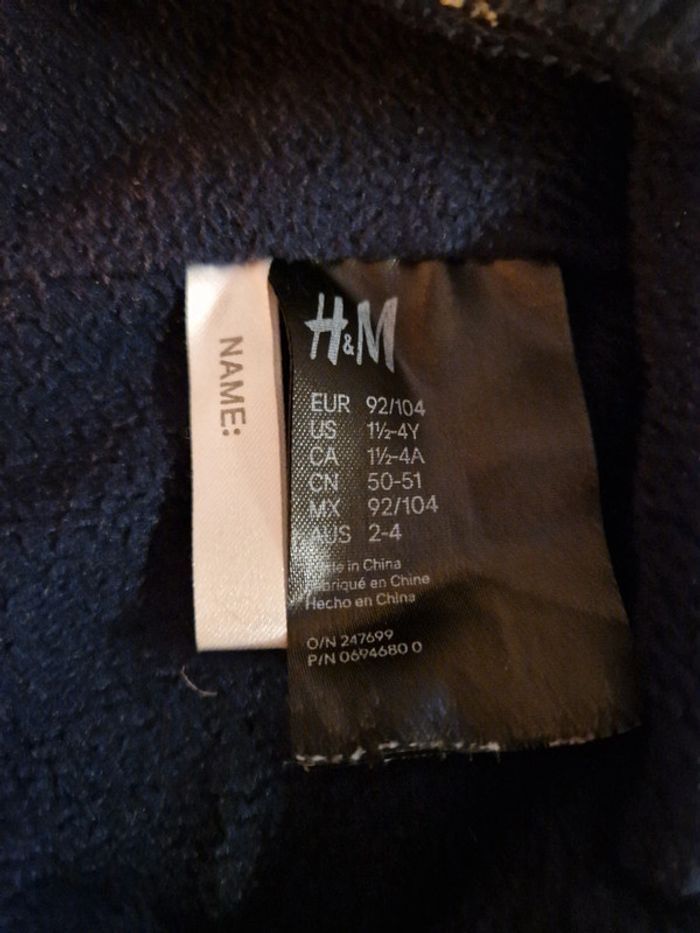 NAME:
H&M
EUR 92/104
US 1½-4Y
CA 1½-4A
CN 50-51
MX 92/104
AUS 2-4
in China
en Chine
Hecho en China
O/N 247699
P/N 0694680 0